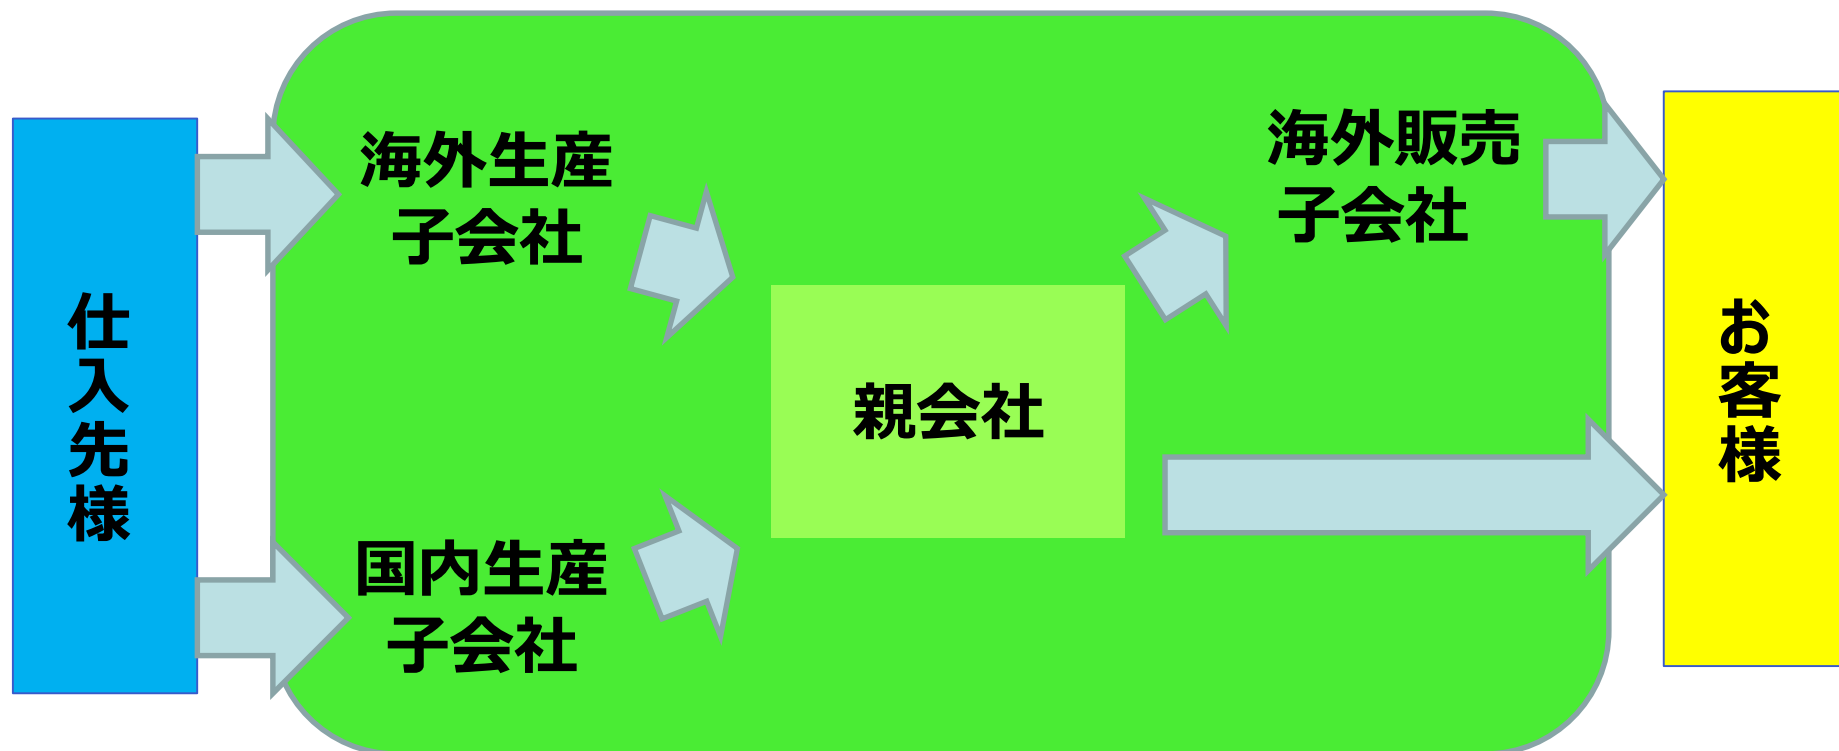 仕入先様
海外生産
子会社
国内生産
子会社
親会社
海外販売
子会社
お客様